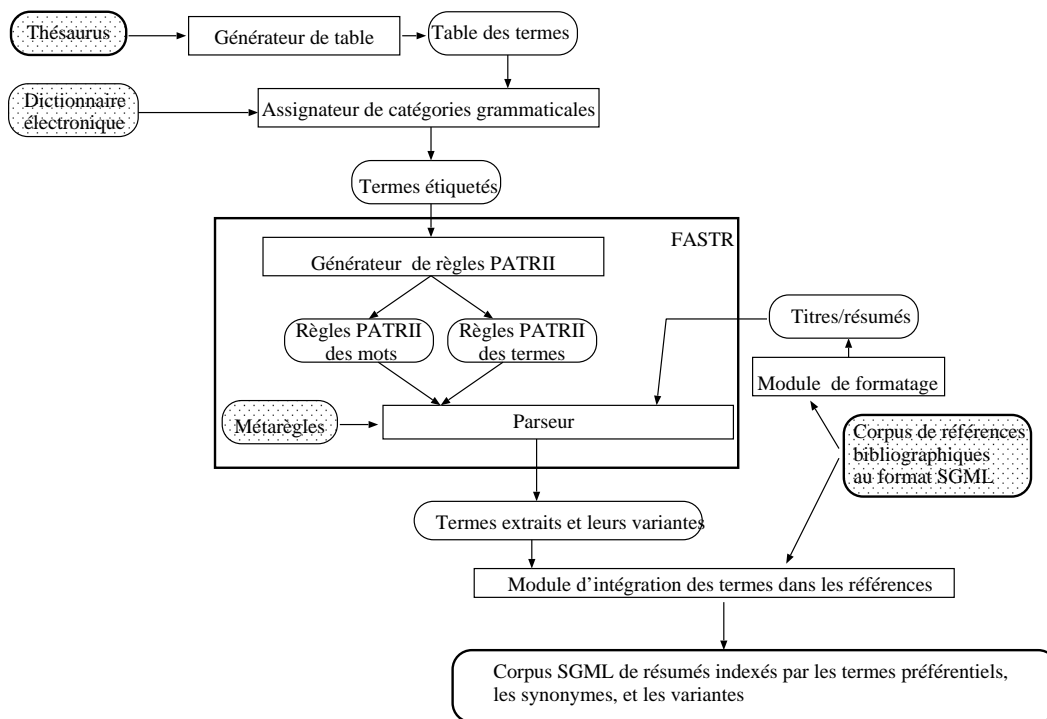 Thésaurus
Générateur de table
Table des termes
Dictionnaire
électronique
Assignateur de catégories grammaticales
Termes étiquetés
FASTR
Générateur de règles PATRII
Règles PATRII
des mots
Règles PATRII
des termes
Titres/résumés
Module de formatage
Métarègles
Parseur
Corpus de références
bibliographiques
au format SGML
Termes extraits et leurs variantes
Module d'intégration des termes dans les références
Corpus SGML de résumés indexés par les termes préférentiels,
les synonymes, et les variantes